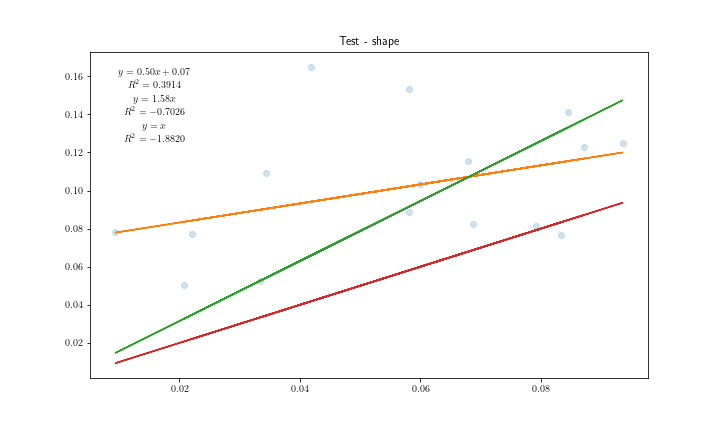 Test - shape
y = 0.50x + 0.07
R² = 0.3914
y = 1.58x
R² = −0.7026
y = x
R² = −1.8820
0.16
0.14
0.12
0.10
0.08
0.06
0.04
0.02
0.02 0.04 0.06 0.08